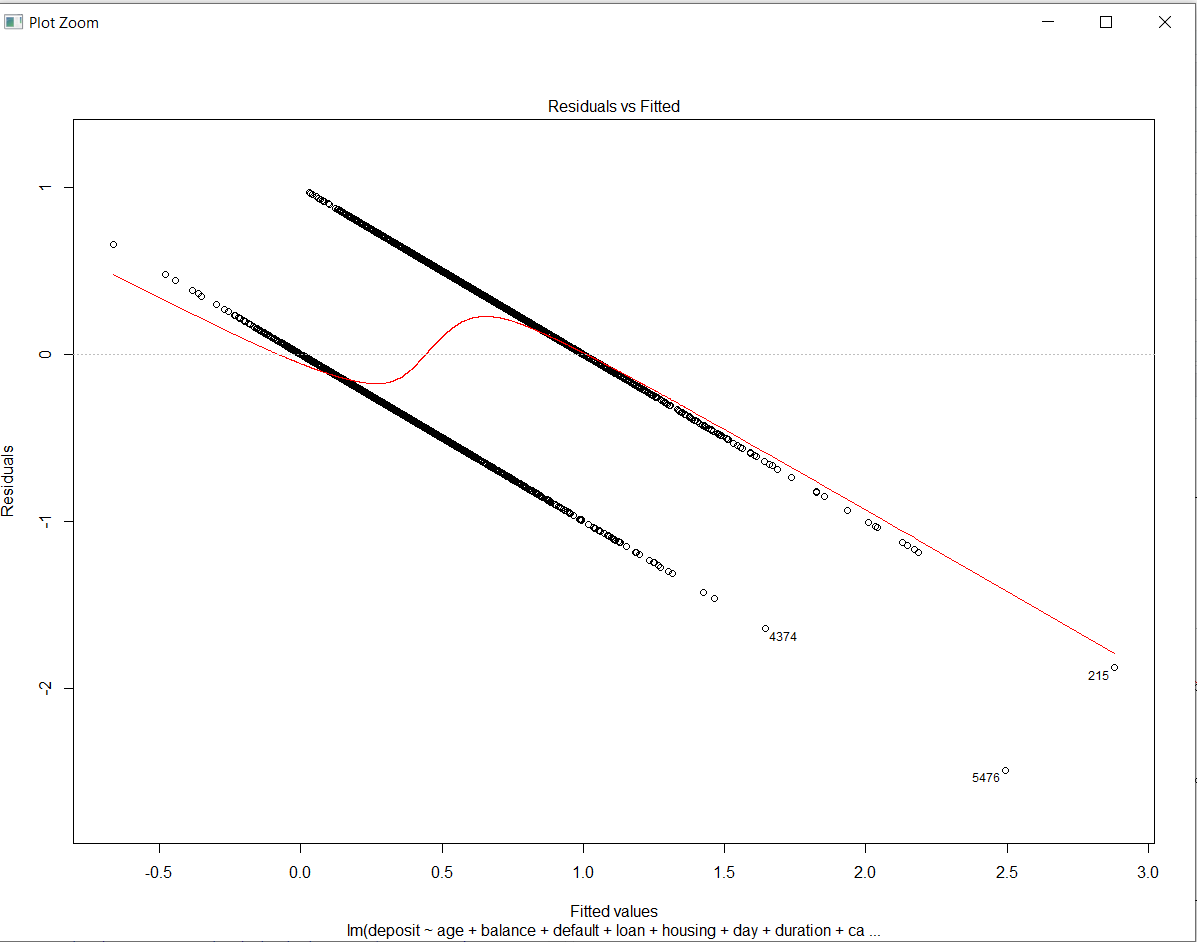 Plot Zoom
Residuals vs Fitted
Residuals
1
0
-1
-2
4374
215
5476
-0.5 0.0 0.5 1.0 1.5 2.0 2.5 3.0
Fitted values
lm(deposit ~ age + balance + default + loan + housing + day + duration + ca ...